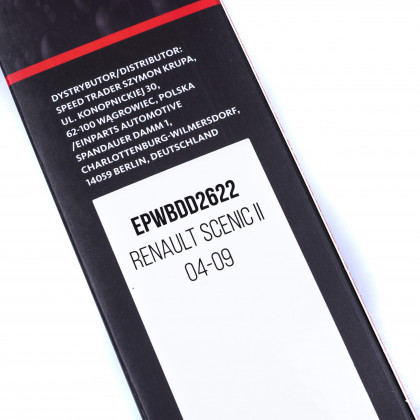 DYSTRYBUTOR/DISTRIBUTOR:
SPEED TRADER SZYMON KRUPA,
UL. KONOPNICKIEJ 30,
62-100 WĄGROWIEC, POLSKA
/EINPARTS AUTOMOTIVE
SPANDAUER DAMM 1,
CHARLOTTENBURG-WILMERSDORF,
14059 BERLIN, DEUTSCHLAND
EPWBDD2622
RENAULT SCENIC II
04-09